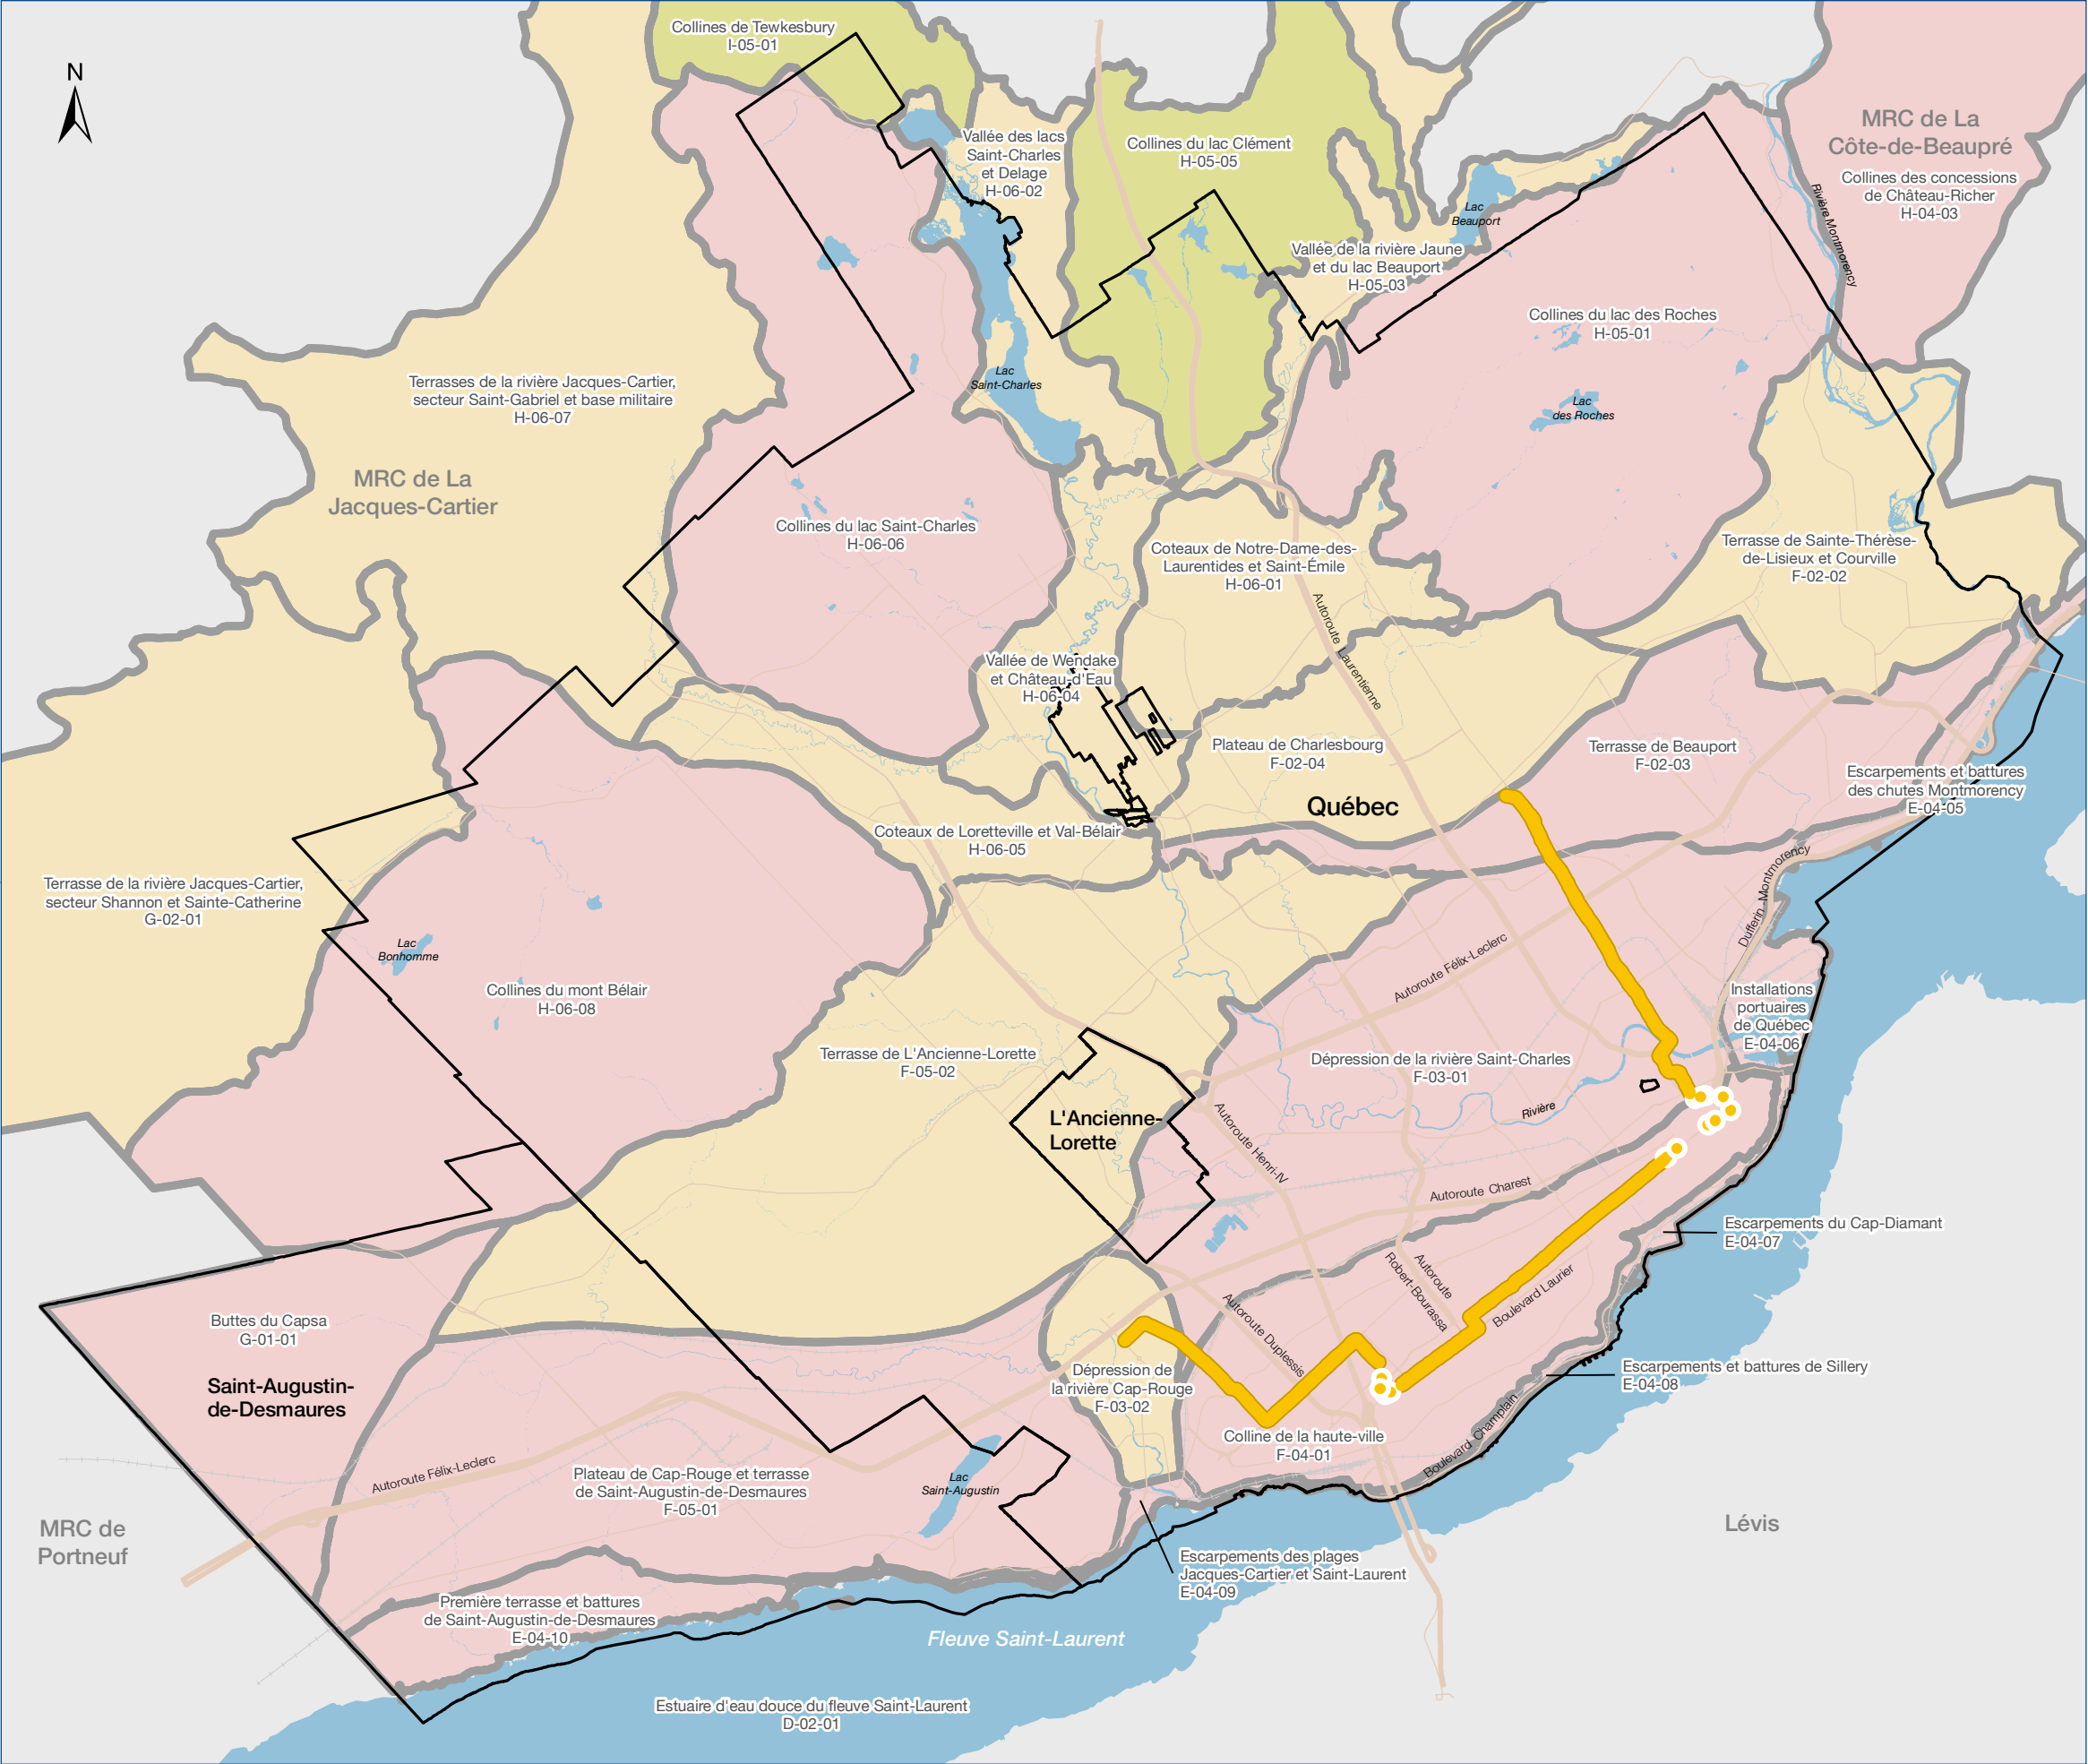 Collines de Tewkesbury
I-05-01
N
MRC de La
Côte-de-Beaupré
Collines des concessions
de Château-Richer
H-04-03
Vallée des lacs
Saint-Charles
et Delage
H-06-02
Collines du lac Clément
H-05-05
Rivière Montmorency
Lac
Beauport
Vallée de la rivière Jaune
et du lac Beauport
H-05-03
Collines du lac des Roches
H-05-01
Lac
Saint-Charles
Lac
des Roches
Terrasses de la rivière Jacques-Cartier,
secteur Saint-Gabriel et base militaire
H-06-07
MRC de La
Jacques-Cartier
Collines du lac Saint-Charles
H-06-06
Coteaux de Notre-Dame-des-
Laurentides et Saint-Émile
H-06-01
Terrasse de Sainte-Thérèse-
de-Lisieux et Courville
F-02-02
Autoroute Laurentienne
Vallée de Wendake
et Château-d'Eau
H-06-04
Plateau de Charlesbourg
F-02-04
Terrasse de Beauport
F-02-03
Escarpements et battures
des chutes Montmorency
E-04-05
Québec
Coteaux de Loretteville et Val-Bélair
H-06-05
Dufferin-Montmorency
Terrasse de la rivière Jacques-Cartier,
secteur Shannon et Sainte-Catherine
G-02-01
Lac
Bonhomme
Autoroute Félix-Leclerc
Collines du mont Bélair
H-06-08
Installations
portuaires
de Québec
E-04-06
Terrasse de L'Ancienne-Lorette
F-05-02
Dépression de la rivière Saint-Charles
F-03-01
L'Ancienne-
Lorette
Rivière
Autoroute Henri-IV
Autoroute Charest
Escarpements du Cap-Diamant
E-04-07
Autoroute
Robert-Bourassa
Boulevard Laurier
Autoroute Duplessis
Buttes du Capsa
G-01-01
Saint-Augustin-
de-Desmaures
Dépression de
la rivière Cap-Rouge
F-03-02
Escarpements et battures de Sillery
E-04-08
Colline de la haute-ville
F-04-01
Boulevard Champlain
Autoroute Félix-Leclerc
Plateau de Cap-Rouge et terrasse
de Saint-Augustin-de-Desmaures
F-05-01
Lac
Saint-Augustin
MRC de
Portneuf
Lévis
Escarpements des plages
Jacques-Cartier et Saint-Laurent
E-04-09
Première terrasse et battures
de Saint-Augustin-de-Desmaures
E-04-10
Fleuve Saint-Laurent
Estuaire d'eau douce du fleuve Saint-Laurent
D-02-01